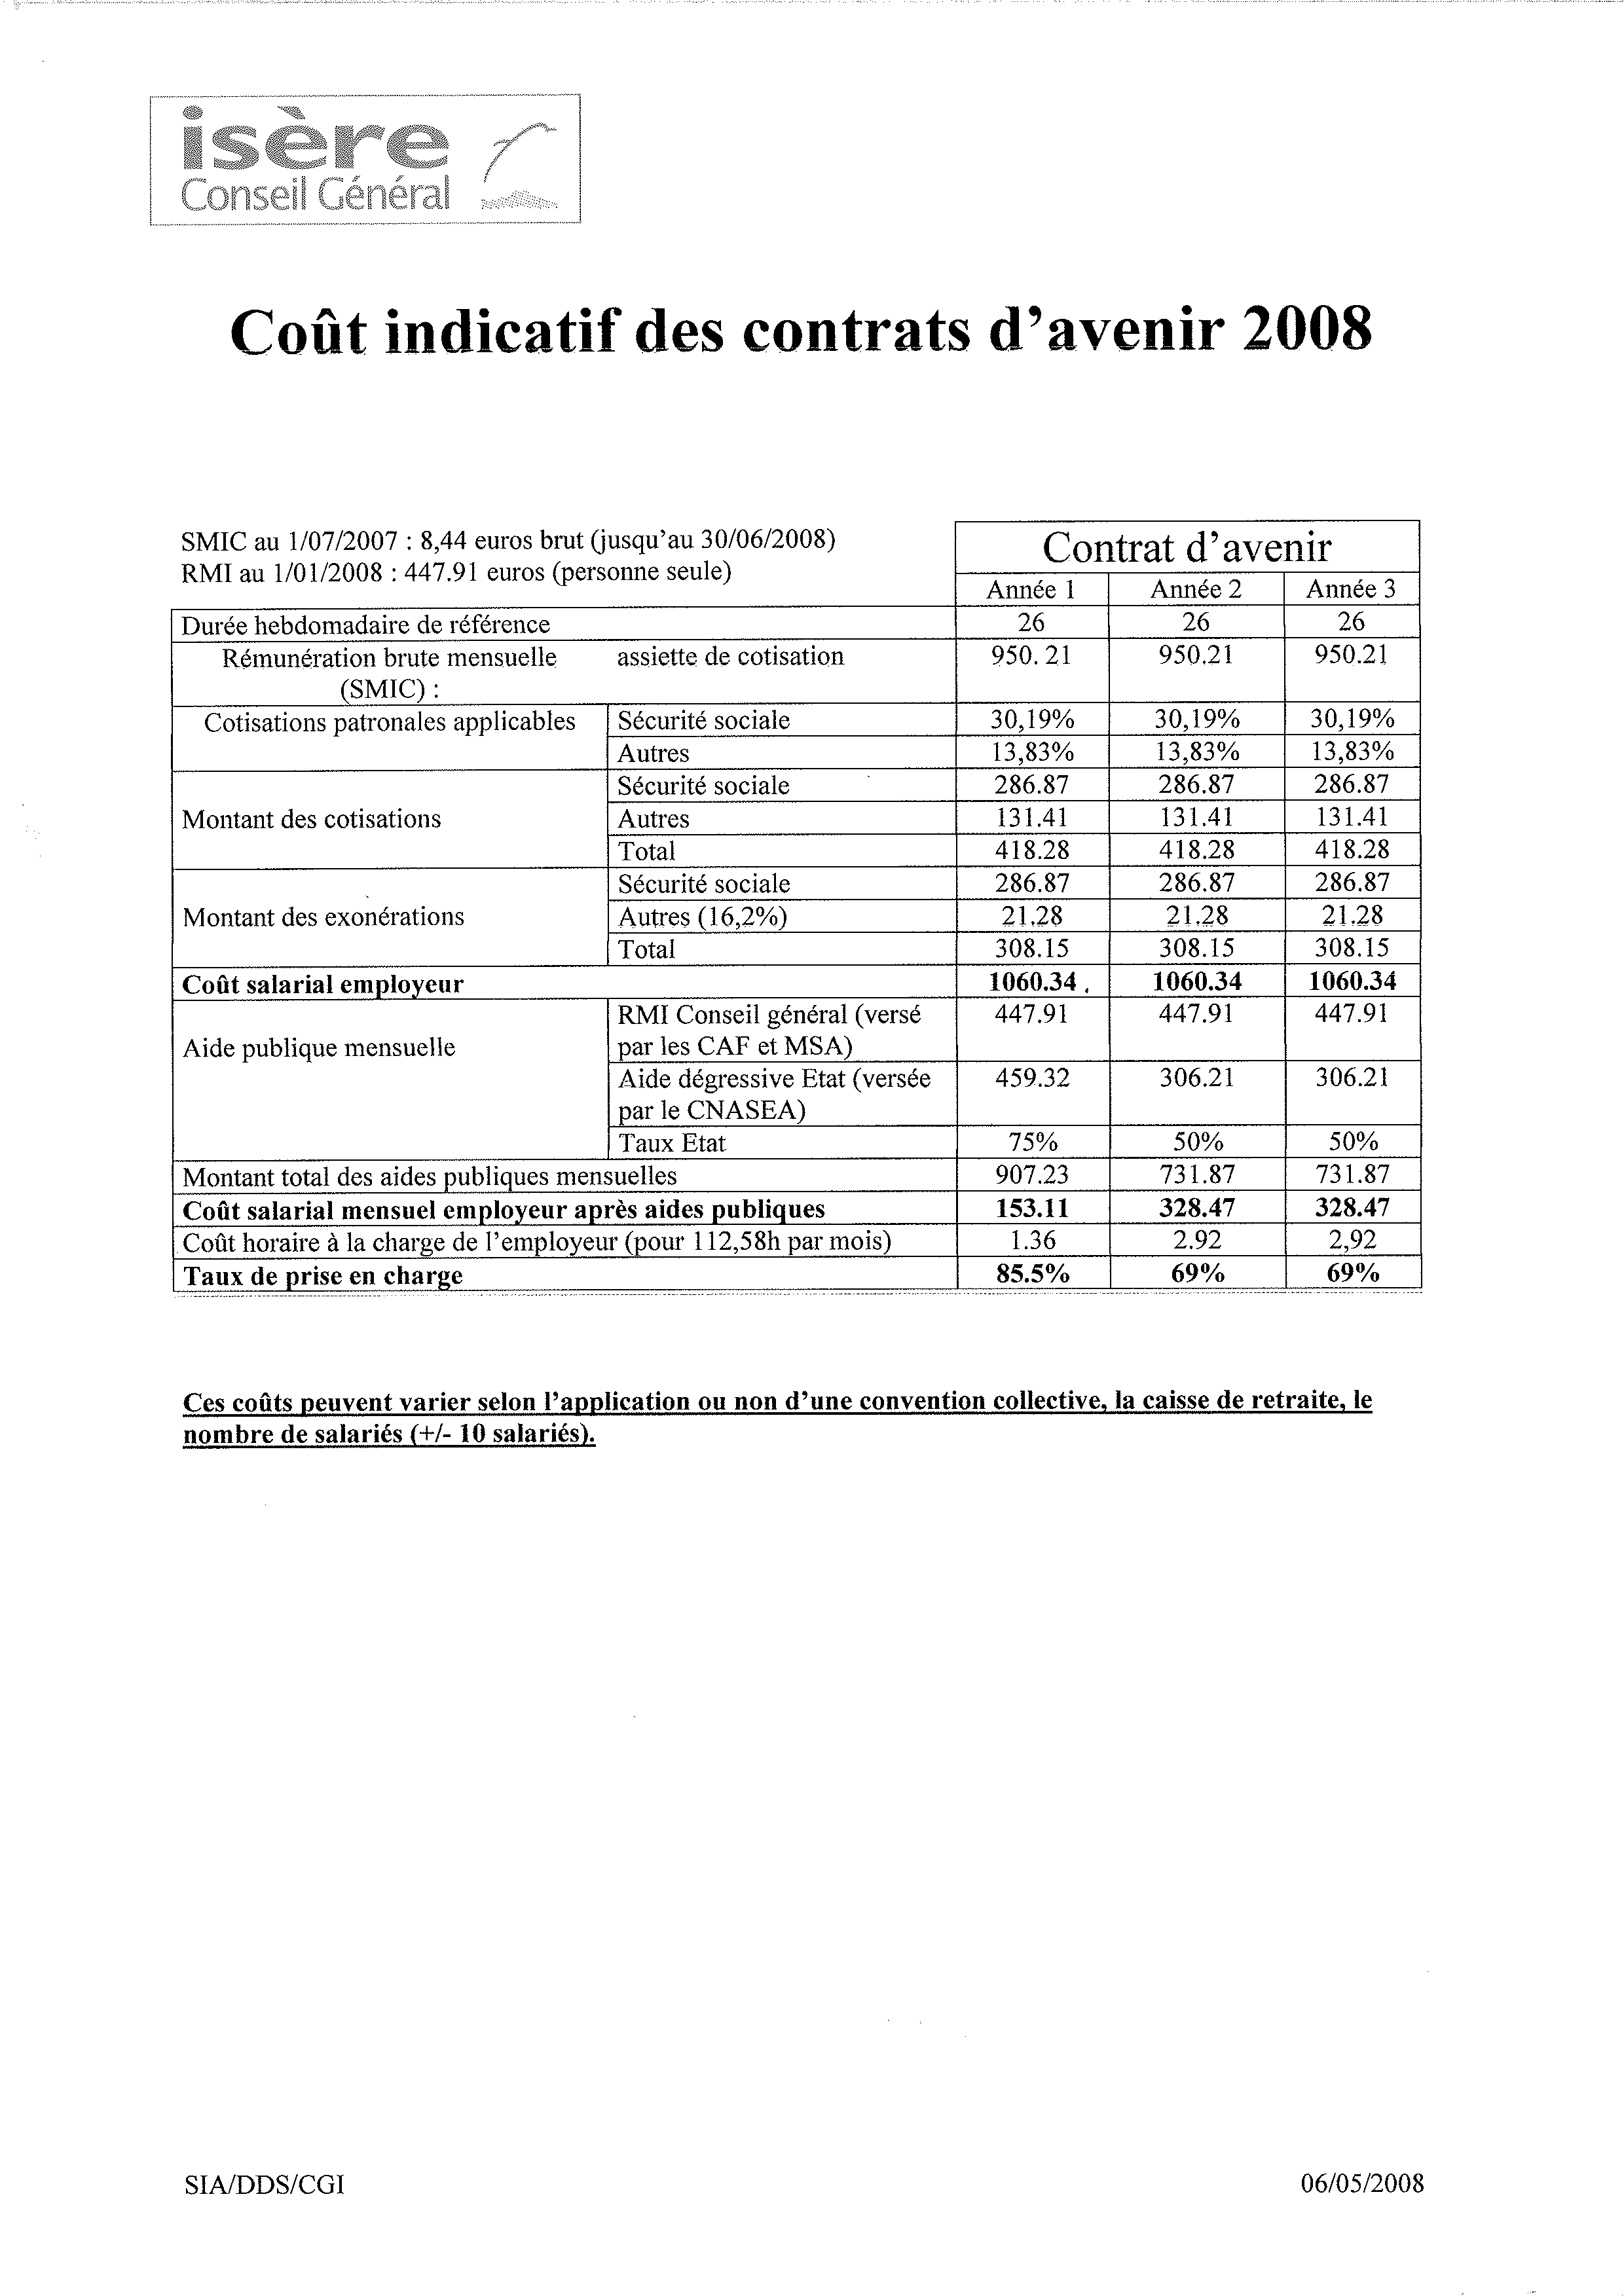 isère
Conseil Général
Coût indicatif des contrats d'avenir 2008
SMIC au 1/07/2007 : 8,44 euros brut (jusqu'au 30/06/2008)
RMI au 1/01/2008 : 447.91 euros (personne seule)
Contrat d'avenir
Année 1 Année 2 Année 3
Durée hebdomadaire de référence 26 26 26
Rémunération brute mensuelle assiette de cotisation 950. 21 950.21 950.21
(SMIC) :
Cotisations patronales applicables Sécurité sociale 30,19% 30,19% 30,19%
Autres 13,83% 13,83% 13,83%
Sécurité sociale 286.87 286.87 286.87
Montant des cotisations Autres 131.41 131.41 131.41
Total 418.28 418.28 418.28
Sécurité sociale 286.87 286.87 286.87
Montant des exonérations Autres (16,2%) 21.28 21.28 21.28
Total 308.15 308.15 308.15
Coût salarial employeur 1060.34 . 1060.34 1060.34
RMI Conseil général (versé 447.91 447.91 447.91
Aide publique mensuelle par les CAF et MSA)
Aide dégressive Etat (versée 459.32 306.21 306.21
par le CNASEA)
Taux Etat 75% 50% 50%
Montant total des aides publiques mensuelles 907.23 731.87 731.87
Coût salarial mensuel employeur après aides publiques 153.11 328.47 328.47
Coût horaire à la charge de l'employeur (pour 112,58h par mois) 1.36 2.92 2,92
Taux de prise en charge 85.5% 69% 69%
Ces coûts peuvent varier selon l'application ou non d'une convention collective, la caisse de retraite, le
nombre de salariés (+/- 10 salariés).
SIA/DDS/CGI 06/05/2008